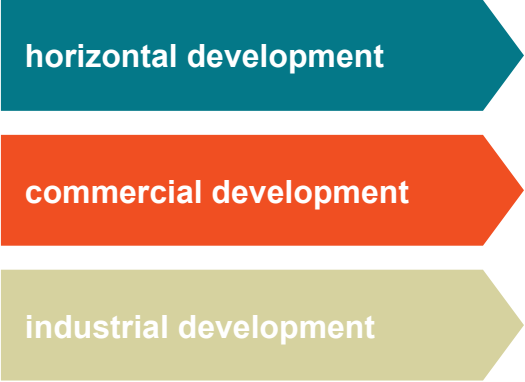 horizontal development
commercial development
industrial development